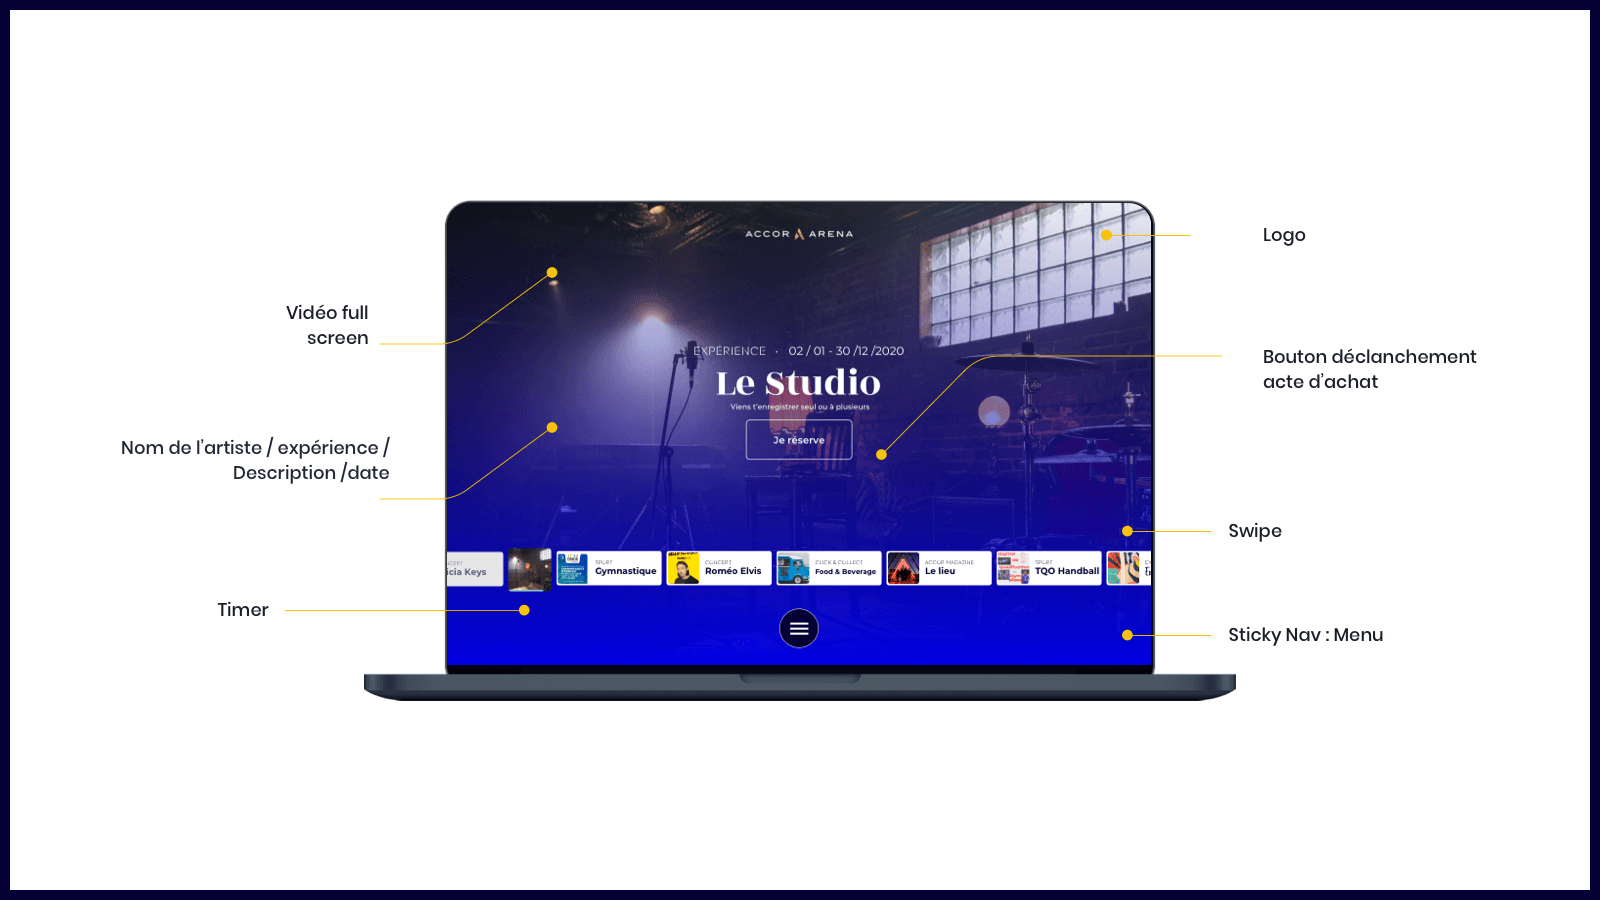 ACCOR ARENA
Logo
Vidéo full
screen
EXPÉRIENCE · 02 / 01 - 30 /12 /2020
Le Studio
Viens t'enregistrer seul ou à plusieurs
Je réserve
Bouton déclanchement
acte d'achat
Nom de l'artiste / expérience /
Description /date
Swipe
icia Keys
SPORT
Gymnastique
CONCERT
Roméo Elvis
CLICK & COLLECT
Food & Beverage
ACCOR MAGAZINE
Le lieu
SPORT
TQO Handball
Timer
Sticky Nav : Menu